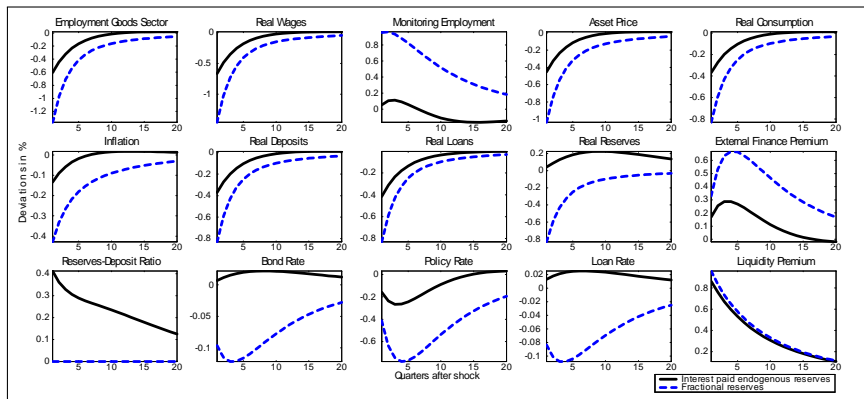 Employment Goods Sector Real Wages Monitoring Employment Asset Price Real Consumption
0 -0.2 -0.4 -0.6 -0.8 -1 -1.2 5 10 15 20
0 -0.5 -1 5 10 15 20
0.8 0.6 0.4 0.2 0 5 10 15 20
0 -0.2 -0.4 -0.6 -0.8 -1 5 10 15 20
0 -0.2 -0.4 -0.6 -0.8 5 10 15 20
Inflation Real Deposits Real Loans Real Reserves External Finance Premium
0 -0.1 -0.2 -0.3 -0.4 5 10 15 20
0 -0.2 -0.4 -0.6 -0.8 5 10 15 20
-0.2 -0.4 -0.6 -0.8 5 10 15 20
0.2 0 -0.2 -0.4 -0.6 -0.8 5 10 15 20
0.6 0.5 0.4 0.3 0.2 0.1 0 5 10 15 20
Deviations in %
Reserves-Deposit Ratio Bond Rate Policy Rate Loan Rate Liquidity Premium
0.4 0.3 0.2 0.1 0 5 10 15 20
0 -0.05 -0.1 5 10 15 20
0 -0.2 -0.4 -0.6 5 10 15 20
0.02 0 -0.02 -0.04 -0.06 -0.08 -0.1 5 10 15 20
0.8 0.6 0.4 0.2 5 10 15 20
Quarters after shock
Interest paid endogenous reserves
Fractional reserves